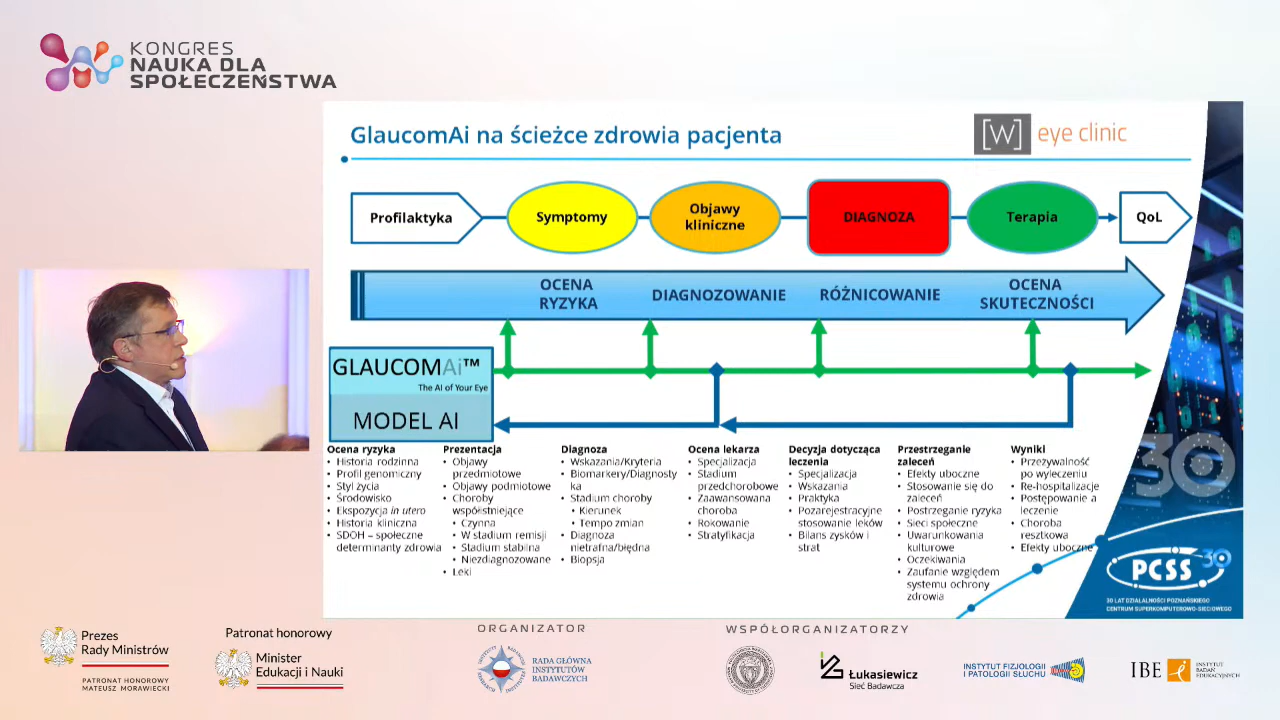 KONGRES
NAUKA DLA
SPOŁECZEŃSTWA
GlaucomAi na ścieżce zdrowia pacjenta
[W] eye clinic
Profilaktyka
Symptomy
Objawy
kliniczne
DIAGNOZA
Terapia
QoL
OCENA
RYZYKA
DIAGNOZOWANIE
RÓŻNICOWANIE
OCENA
SKUTECZNOŚCI
GLAUCOMAi™
The AI of Your Eye
MODEL AI
Ocena ryzyka
• Historia rodzinna
• Profil genomiczny
• Styl życia
• Środowisko
• Ekspozycja in utero
• Historia kliniczna
• SDOH – społeczne
determinanty zdrowia
Prezentacja
• Objawy
przedmiotowe
• Objawy podmiotowe
• Choroby
współistniejące
• Czynna
• W stadium remisji
• Stadium stabilna
• Niezdiagnozowane
• Leki
Diagnoza
• Wskazania/Kryteria
• Biomarkery/Diagnosty
ka
• Stadium choroby
• Kierunek
• Tempo zmian
• Diagnoza
nietrafna/błędna
• Biopsja
Ocena lekarza
• Specjalizacja
• Stadium
przedchorobowe
• Zaawansowana
choroba
• Rokowanie
• Stratyfikacja
Decyzja dotycząca
leczenia
• Specjalizacja
• Wskazania
• Praktyka
• Pozarejestracyjne
stosowanie leków
• Bilans zysków i
strat
Przestrzeganie
zaleceń
• Efekty uboczne
• Stosowanie się do
zaleceń
• Postrzeganie ryzyka
• Sieci społeczne
• Uwarunkowania
kulturowe
• Oczekiwania
• Zaufanie względem
systemu ochrony
zdrowia
Wyniki
• Przeżywalność
po wyleczeniu
• Re-hospitalizacje
• Postępowanie a
leczenie
• Choroba
resztkowa
• Efekty uboczne
30
PCSS 30
30 LAT DZIAŁALNOŚCI POZNAŃSKIEGO
CENTRUM SUPERKOMPUTEROWO-SIECIOWEGO
Prezes
Rady Ministrów
PATRONAT HONOROWY
MATEUSZ MORAWIECKI
Patronat honorowy
Minister
Edukacji i Nauki
ORGANIZATOR
RADA GŁÓWNA
INSTYTUTÓW
BADAWCZYCH
WSPÓŁORGANIZATORZY
Łukasiewicz
Sieć Badawcza
INSTYTUT FIZJOLOGII
I PATOLOGII SŁUCHU
IBE
INSTYTUT
BADAŃ
EDUKACYJNYCH